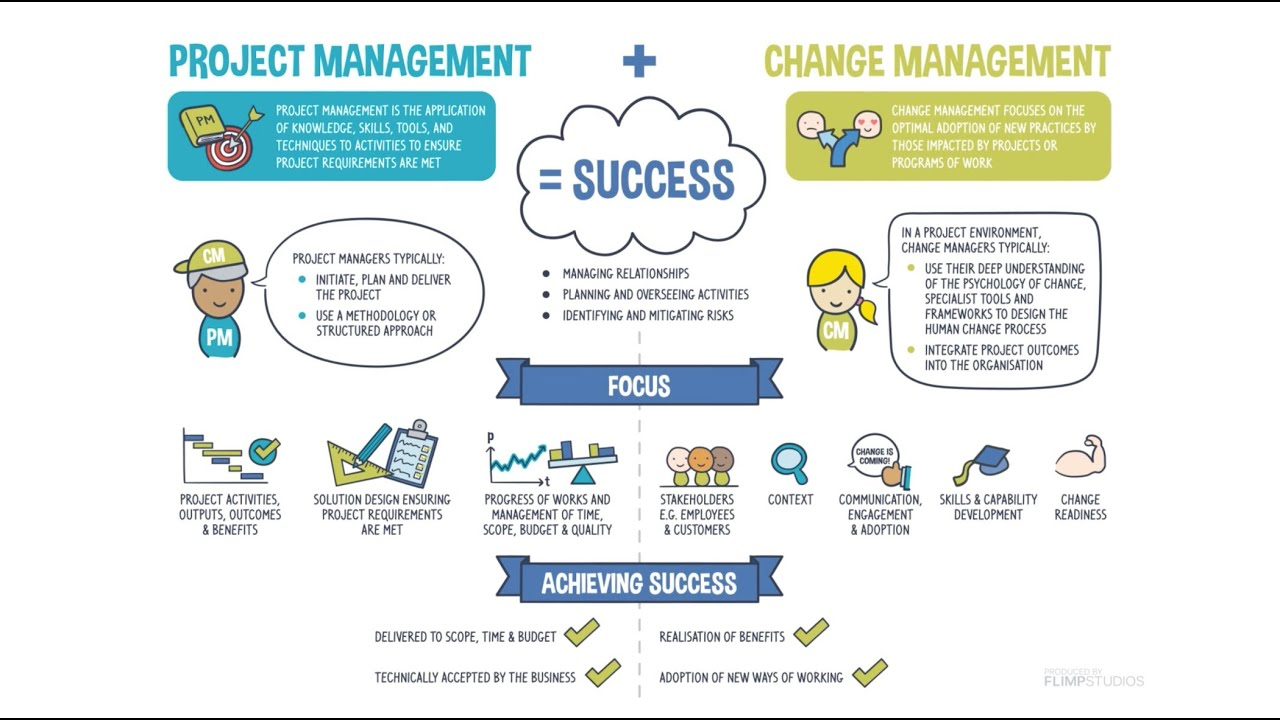 PROJECT MANAGEMENT
+
CHANGE MANAGEMENT
PM
PROJECT MANAGEMENT IS THE APPLICATION
OF KNOWLEDGE, SKILLS, TOOLS, AND
TECHNIQUES TO ACTIVITIES TO ENSURE
PROJECT REQUIREMENTS ARE MET
= SUCCESS
CHANGE MANAGEMENT FOCUSES ON THE
OPTIMAL ADOPTION OF NEW PRACTICES BY
THOSE IMPACTED BY PROJECTS OR
PROGRAMS OF WORK
CM
PM
PROJECT MANAGERS TYPICALLY:
• INITIATE, PLAN AND DELIVER
THE PROJECT
• USE A METHODOLOGY OR
STRUCTURED APPROACH
• MANAGING RELATIONSHIPS
• PLANNING AND OVERSEEING ACTIVITIES
• IDENTIFYING AND MITIGATING RISKS
CM
IN A PROJECT ENVIRONMENT,
CHANGE MANAGERS TYPICALLY:
• USE THEIR DEEP UNDERSTANDING
OF THE PSYCHOLOGY OF CHANGE,
SPECIALIST TOOLS AND
FRAMEWORKS TO DESIGN THE
HUMAN CHANGE PROCESS
• INTEGRATE PROJECT OUTCOMES
INTO THE ORGANISATION
FOCUS
PROJECT ACTIVITIES,
OUTPUTS, OUTCOMES
& BENEFITS
SOLUTION DESIGN ENSURING
PROJECT REQUIREMENTS
ARE MET
P
t
PROGRESS OF WORKS AND
MANAGEMENT OF TIME,
SCOPE, BUDGET & QUALITY
STAKEHOLDERS
E.G. EMPLOYEES
& CUSTOMERS
CONTEXT
CHANGE IS
COMING!
COMMUNICATION,
ENGAGEMENT
& ADOPTION
SKILLS & CAPABILITY
DEVELOPMENT
CHANGE
READINESS
ACHIEVING SUCCESS
DELIVERED TO SCOPE, TIME & BUDGET
TECHNICALLY ACCEPTED BY THE BUSINESS
REALISATION OF BENEFITS
ADOPTION OF NEW WAYS OF WORKING
PRODUCED BY
FLIMPSTUDIOS